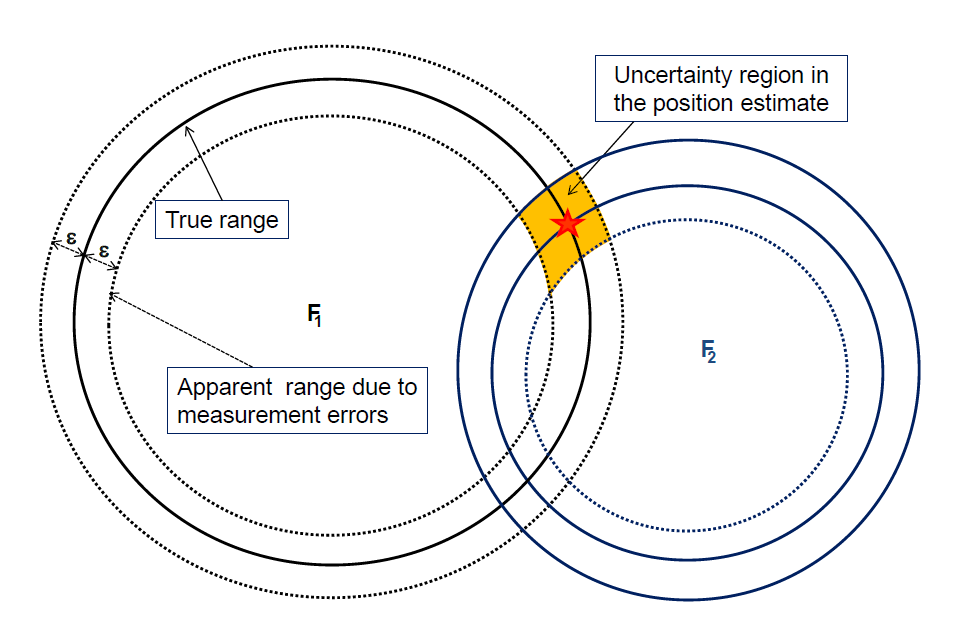 Uncertainty region in
the position estimate
True range
ε
ε
F1
F2
Apparent range due to
measurement errors